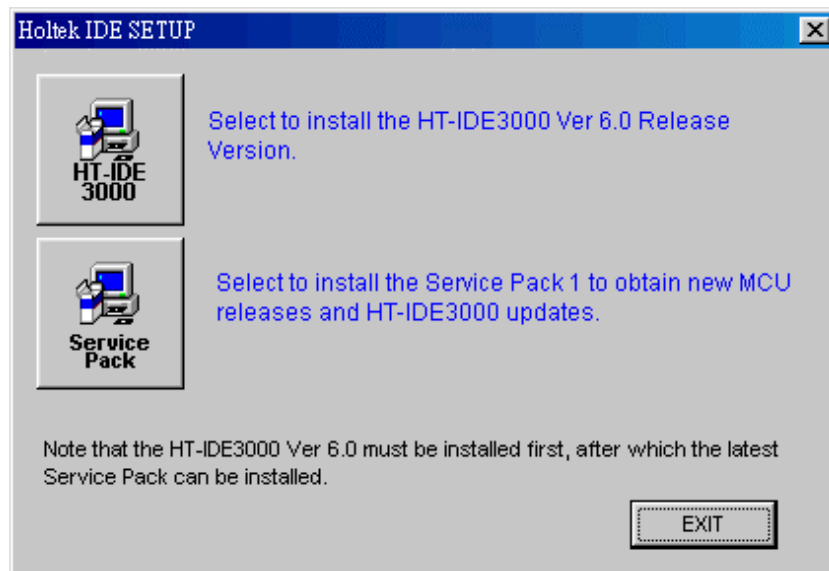 Holtek IDE SETUP
HT-IDE
3000
Select to install the HT-IDE3000 Ver 6.0 Release
Version.
Service
Pack
Select to install the Service Pack 1 to obtain new MCU
releases and HT-IDE3000 updates.
Note that the HT-IDE3000 Ver 6.0 must be installed first, after which the latest
Service Pack can be installed.
EXIT